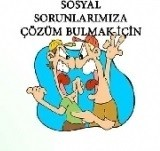 SOSYAL
SORUNLARIMIZA
ÇÖZÜM BULMAK İÇİN